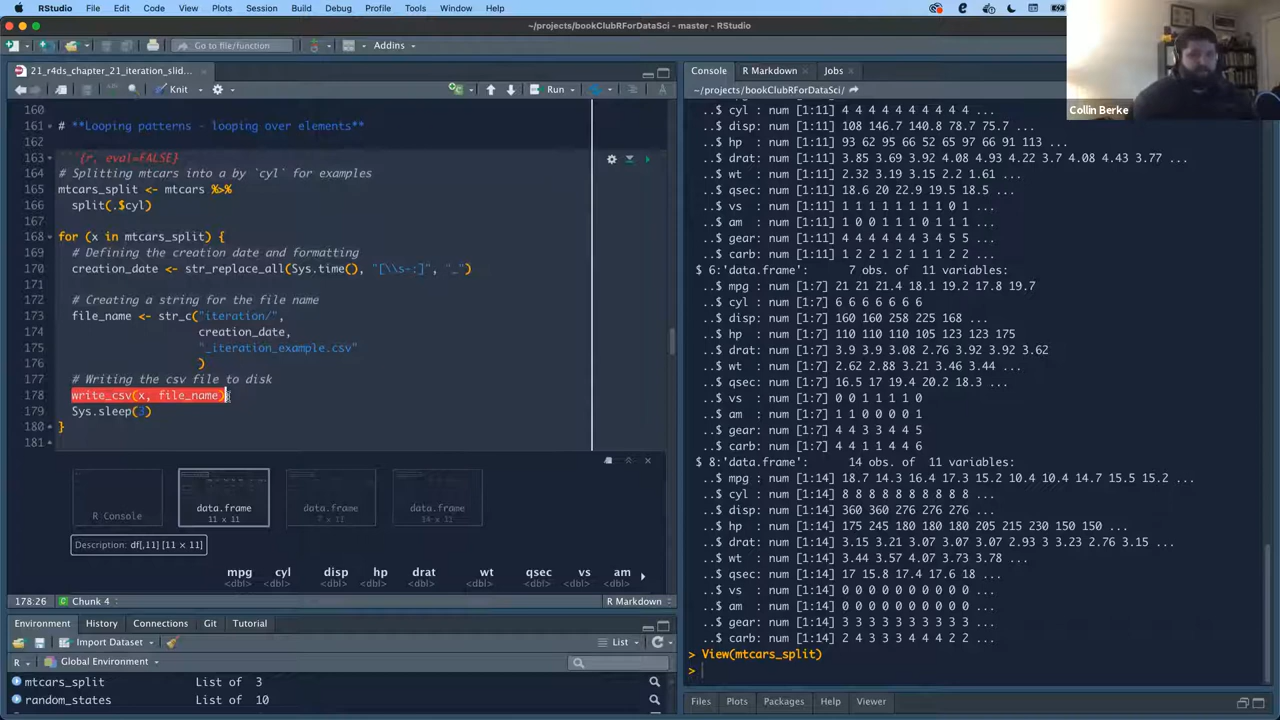 RStudio File Edit Code View Plots Session Build Debug Profile Tools Window Help
~/projects/bookClubRForDataSci - master - RStudio
Go to file/function Addins
21_r4ds_chapter_21_iteration_slid...
Knit Run
160
161 # **Looping patterns - looping over elements**
162
163 ```{r, eval=FALSE}
164 # Splitting mtcars into a by `cyl` for examples
165 mtcars_split <- mtcars %>%
166 split(.$cyl)
167
168 for (x in mtcars_split) {
169 # Defining the creation date and formatting
170 creation_date <- str_replace_all(Sys.time(), "[\\s-:]", "_")
171
172 # Creating a string for the file name
173 file_name <- str_c("iteration/",
174 creation_date,
175 "_iteration_example.csv"
176 )
177 # Writing the csv file to disk
178 write_csv(x, file_name)
179 Sys.sleep(3)
180 }
181
R Console
data.frame
11 x 11
data.frame
7 x 11
data.frame
14 x 11
Description: df[,11] [11 × 11]
mpg cyl disp hp drat wt qsec vs am
<dbl> <dbl> <dbl> <dbl> <dbl> <dbl> <dbl> <dbl> <dbl>
178:26 Chunk 4 R Markdown
Environment History Connections Git Tutorial
Import Dataset List
R Global Environment
mtcars_split List of 3
random_states List of 10
Console R Markdown Jobs
~/projects/bookClubRForDataSci/
..$ cyl : num [1:11] 4 4 4 4 4 4 4 4 4 4 ...
..$ disp: num [1:11] 108 146.7 140.8 78.7 75.7 ...
..$ hp : num [1:11] 93 62 95 66 52 65 97 66 91 113 ...
..$ drat: num [1:11] 3.85 3.69 3.92 4.08 4.93 4.22 3.7 4.08 4.43 3.77 ...
..$ wt : num [1:11] 2.32 3.19 3.15 2.2 1.61 ...
..$ qsec: num [1:11] 18.6 20 22.9 19.5 18.5 ...
..$ vs : num [1:11] 1 1 1 1 1 1 1 1 0 1 ...
..$ am : num [1:11] 1 0 0 1 1 1 0 1 1 1 ...
..$ gear: num [1:11] 4 4 4 4 4 4 3 4 5 5 ...
..$ carb: num [1:11] 1 2 2 1 2 1 1 1 2 2 ...
$ 6:'data.frame': 7 obs. of 11 variables:
..$ mpg : num [1:7] 21 21 21.4 18.1 19.2 17.8 19.7
..$ cyl : num [1:7] 6 6 6 6 6 6 6
..$ disp: num [1:7] 160 160 258 225 168 ...
..$ hp : num [1:7] 110 110 110 105 123 123 175
..$ drat: num [1:7] 3.9 3.9 3.08 2.76 3.92 3.92 3.62
..$ wt : num [1:7] 2.62 2.88 3.21 3.46 3.44 ...
..$ qsec: num [1:7] 16.5 17 19.4 20.2 18.3 ...
..$ vs : num [1:7] 0 0 1 1 1 1 0
..$ am : num [1:7] 1 1 0 0 0 0 1
..$ gear: num [1:7] 4 4 3 3 4 4 5
..$ carb: num [1:7] 4 4 1 1 4 4 6
$ 8:'data.frame': 14 obs. of 11 variables:
..$ mpg : num [1:14] 18.7 14.3 16.4 17.3 15.2 10.4 10.4 14.7 15.5 15.2 ...
..$ cyl : num [1:14] 8 8 8 8 8 8 8 8 8 8 ...
..$ disp: num [1:14] 360 360 276 276 276 ...
..$ hp : num [1:14] 175 245 180 180 180 205 215 230 150 150 ...
..$ drat: num [1:14] 3.15 3.21 3.07 3.07 3.07 2.93 3 3.23 2.76 3.15 ...
..$ wt : num [1:14] 3.44 3.57 4.07 3.73 3.78 ...
..$ qsec: num [1:14] 17 15.8 17.4 17.6 18 ...
..$ vs : num [1:14] 0 0 0 0 0 0 0 0 0 0 ...
..$ am : num [1:14] 0 0 0 0 0 0 0 0 0 0 ...
..$ gear: num [1:14] 3 3 3 3 3 3 3 3 3 3 ...
..$ carb: num [1:14] 2 4 3 3 3 4 4 4 2 2 ...
> View(mtcars_split)
>
Files Plots Packages Help Viewer
Collin Berke